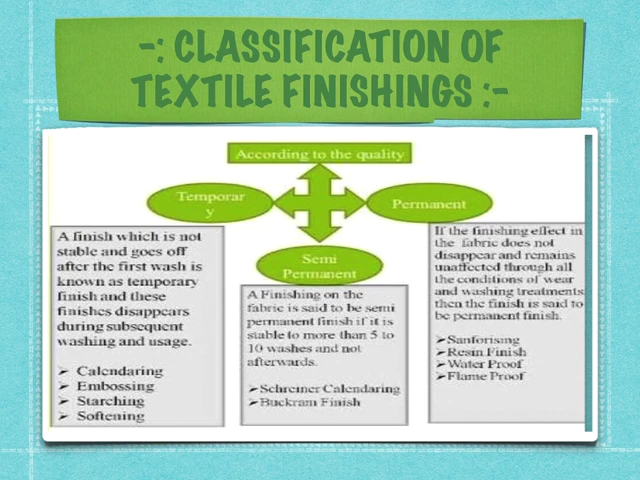 -: CLASSIFICATION OF
TEXTILE FINISHINGS :-
According to the quality
Temporar
y
Permanent
Semi
Permanent
A finish which is not
stable and goes off
after the first wash is
known as temporary
finish and these
finishes disappears
during subsequent
washing and usage.
➢ Calendaring
➢ Embossing
➢ Starching
➢ Softening
A Finishing on the
fabric is said to be semi
permanent finish if it is
stable to more than 5 to
10 washes and not
afterwards.
➢Schreiner Calendaring
➢Buckram Finish
If the finishing effect in
the fabric does not
disappear and remains
unaffected through all
the conditions of wear
and washing treatments
then the finish is said to
be permanent finish.
➢Sanforising
➢Resin Finish
➢Water Proof
➢Flame Proof